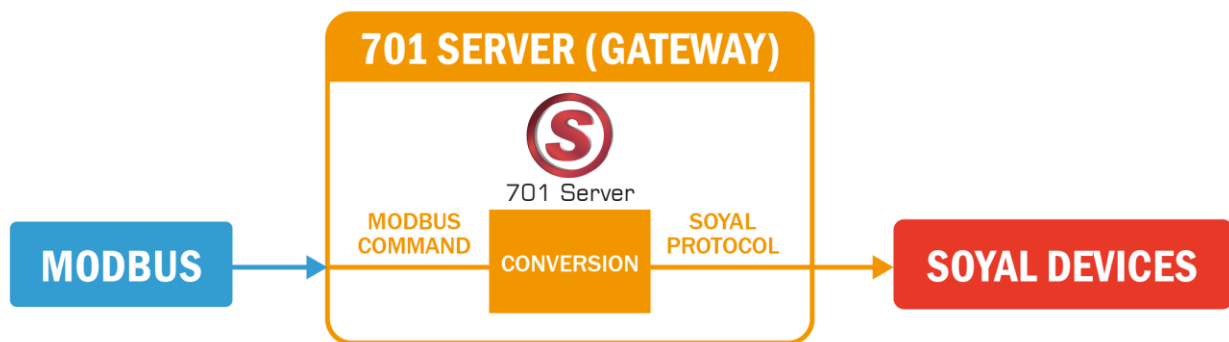 701 SERVER (GATEWAY)
S
701 Server
MODBUS
COMMAND
SOYAL
PROTOCOL
MODBUS
CONVERSION
SOYAL DEVICES